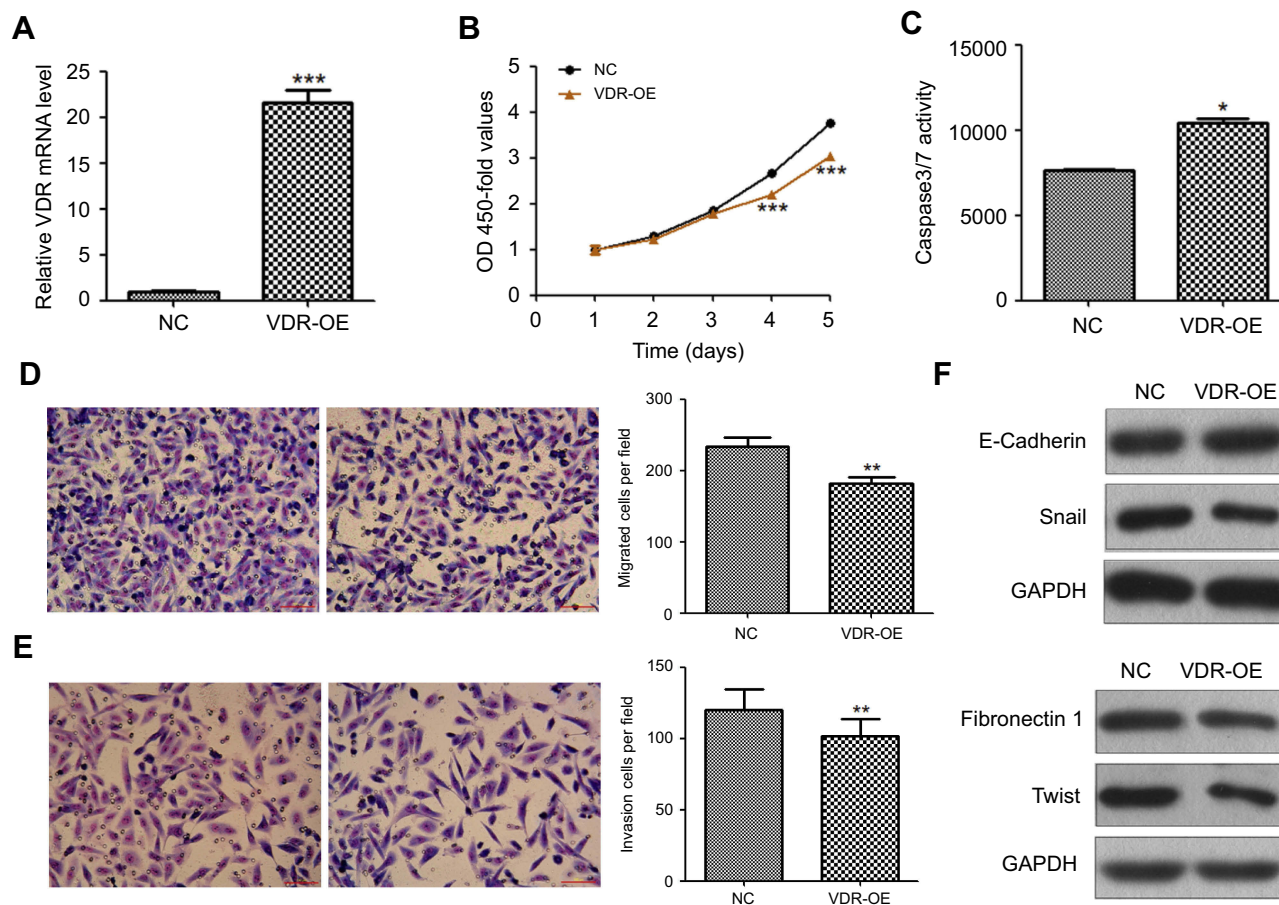 A
Relative VDR mRNA level
25
20
15
10
5
0
***
NC
VDR-OE
B
OD 450-fold values
5
4
3
2
1
0
NC
VDR-OE
***
***
0
1
2
3
4
5
Time (days)
C
Caspase3/7 activity
15000
10000
5000
0
*
NC
VDR-OE
D
Migrated cells per field
300
200
100
0
**
NC
VDR-OE
E
Invasion cells per field
150
100
50
0
**
NC
VDR-OE
F
NC
VDR-OE
E-Cadherin
Snail
GAPDH
NC
VDR-OE
Fibronectin 1
Twist
GAPDH